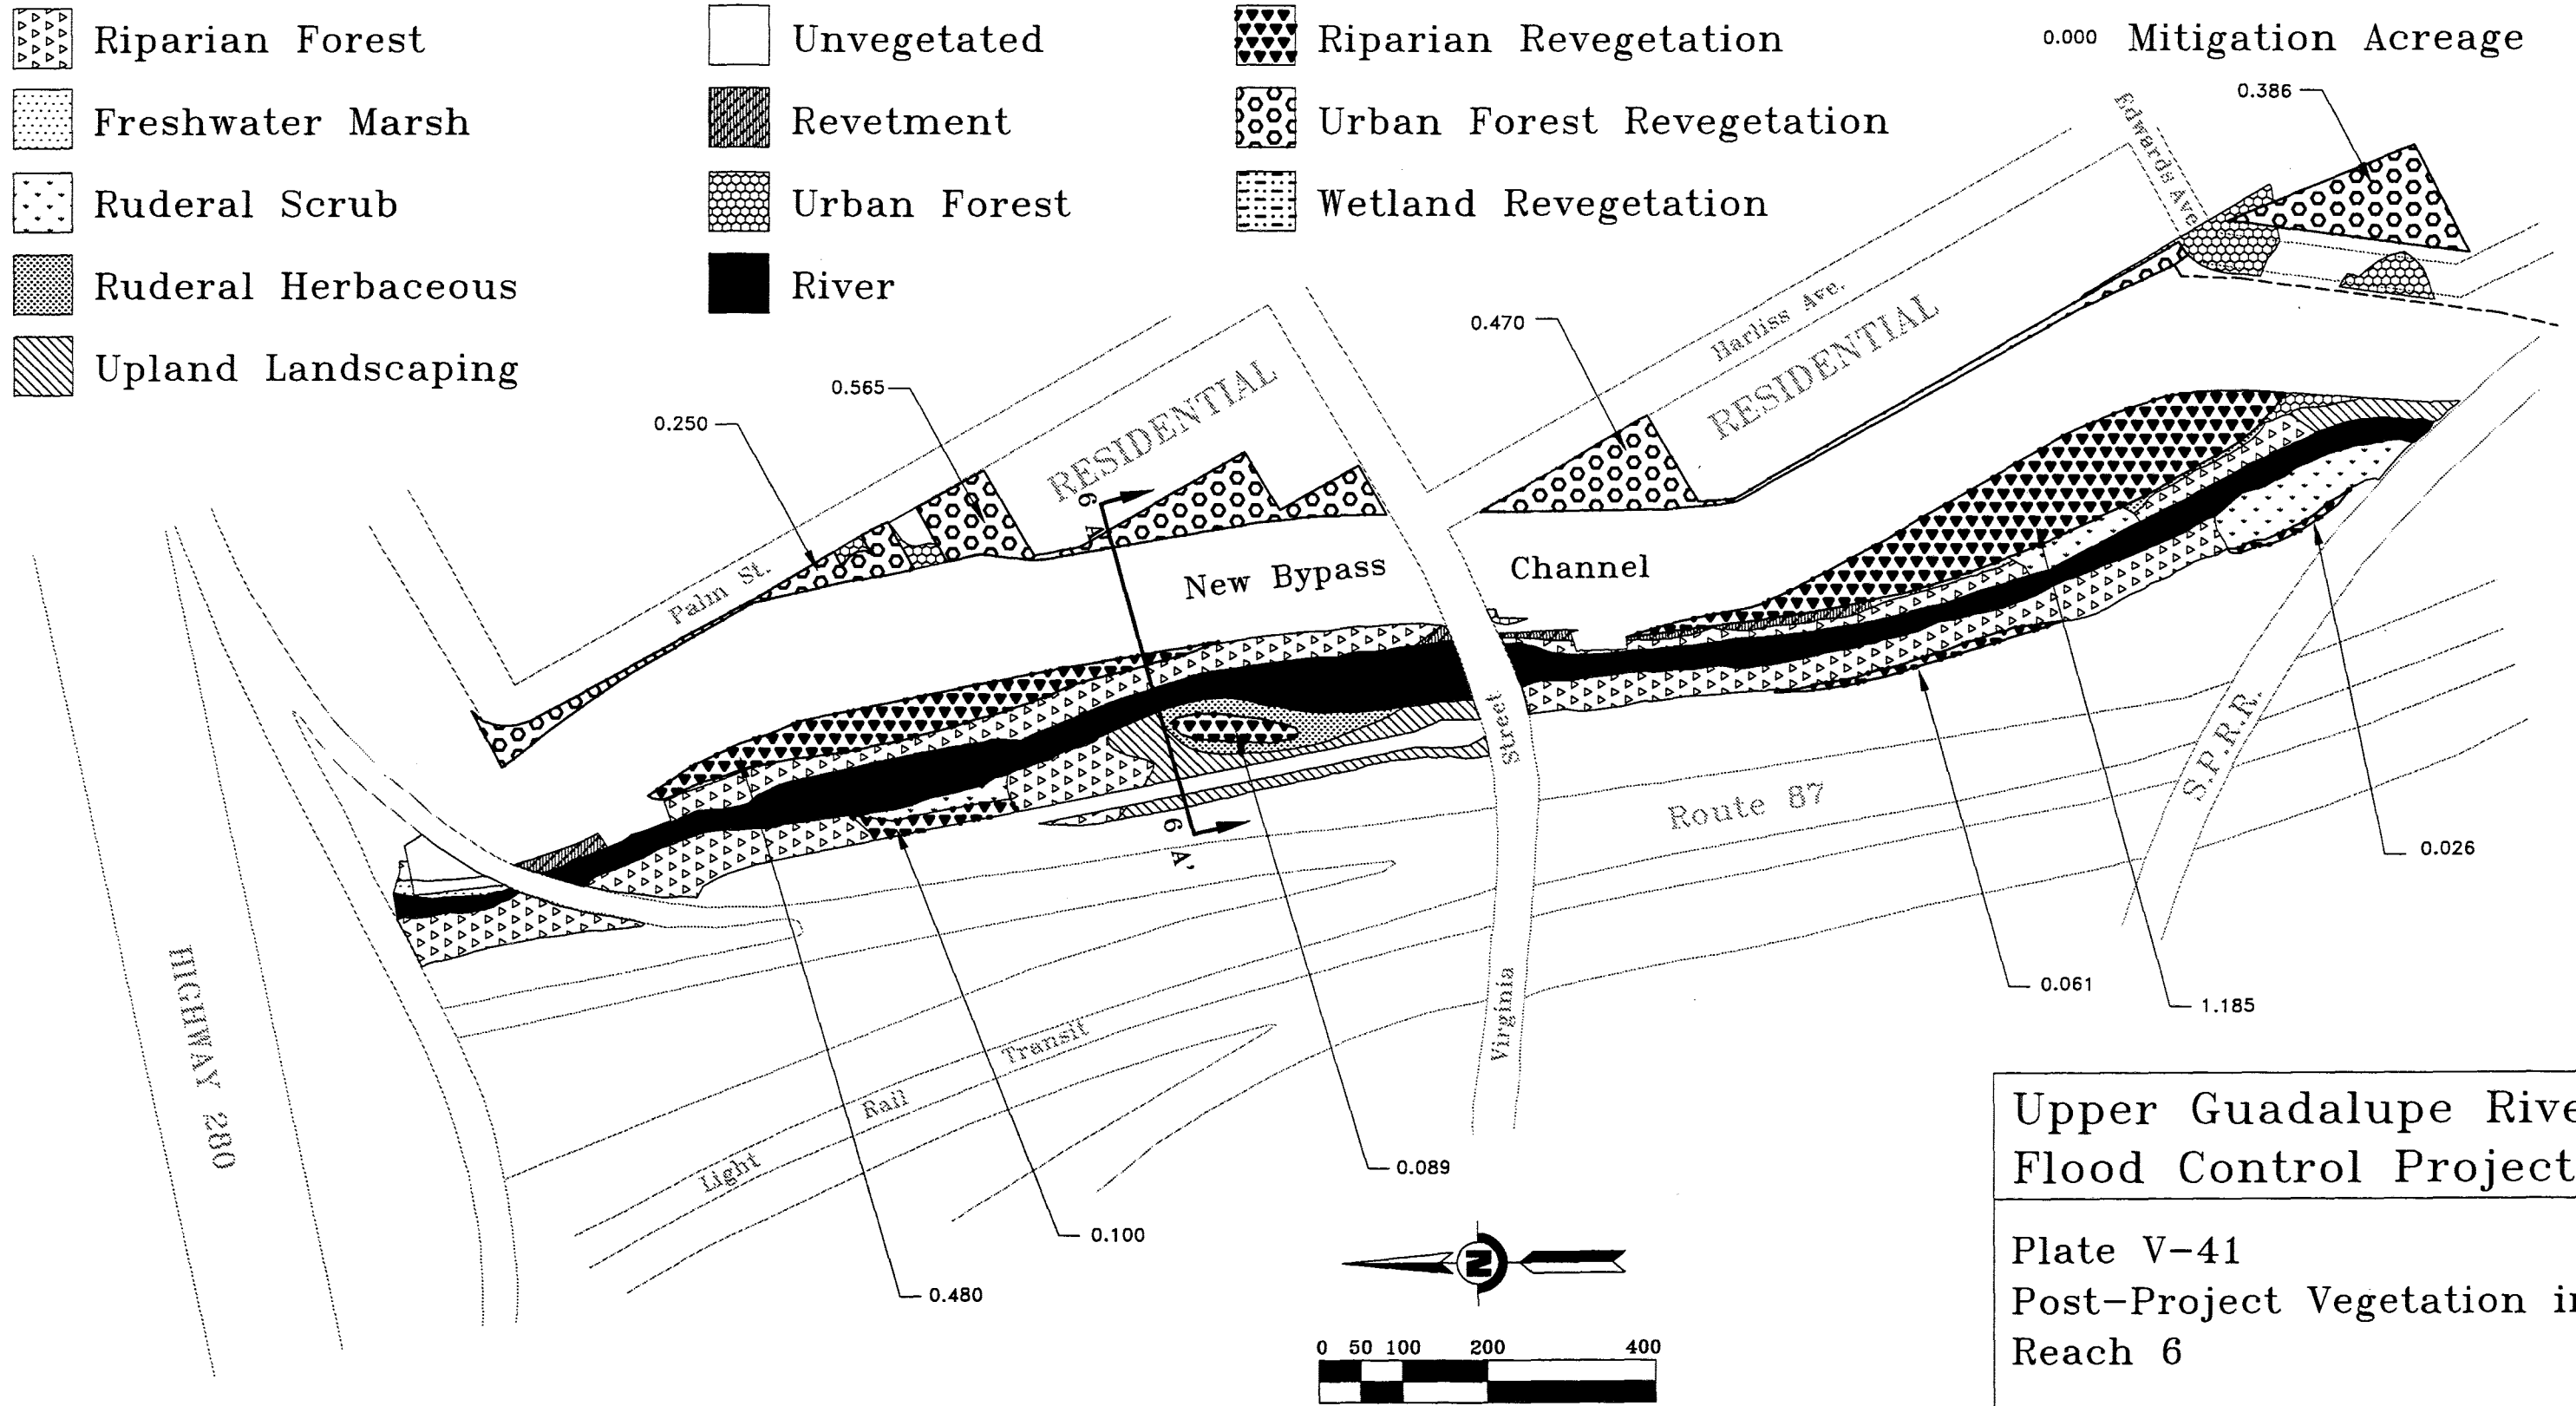 Riparian Forest
Freshwater Marsh
Ruderal Scrub
Ruderal Herbaceous
Upland Landscaping
Unvegetated
Revetment
Urban Forest
River
Riparian Revegetation
Urban Forest Revegetation
Wetland Revegetation
0.000 Mitigation Acreage
0.386
Edwards Ave
0.470
Harliss Ave.
RESIDENTIAL
0.565
0.250
RESIDENTIAL
Palm St.
6 A
New Bypass Channel
6 A'
Virginia Street
Route 87
S.P.R.R.
HIGHWAY 280
Light Rail Transit
0.026
0.061
1.185
0.089
0.100
0.480
N
0 50 100 200 400
Upper Guadalupe Rive
Flood Control Project
Plate V-41
Post-Project Vegetation in
Reach 6